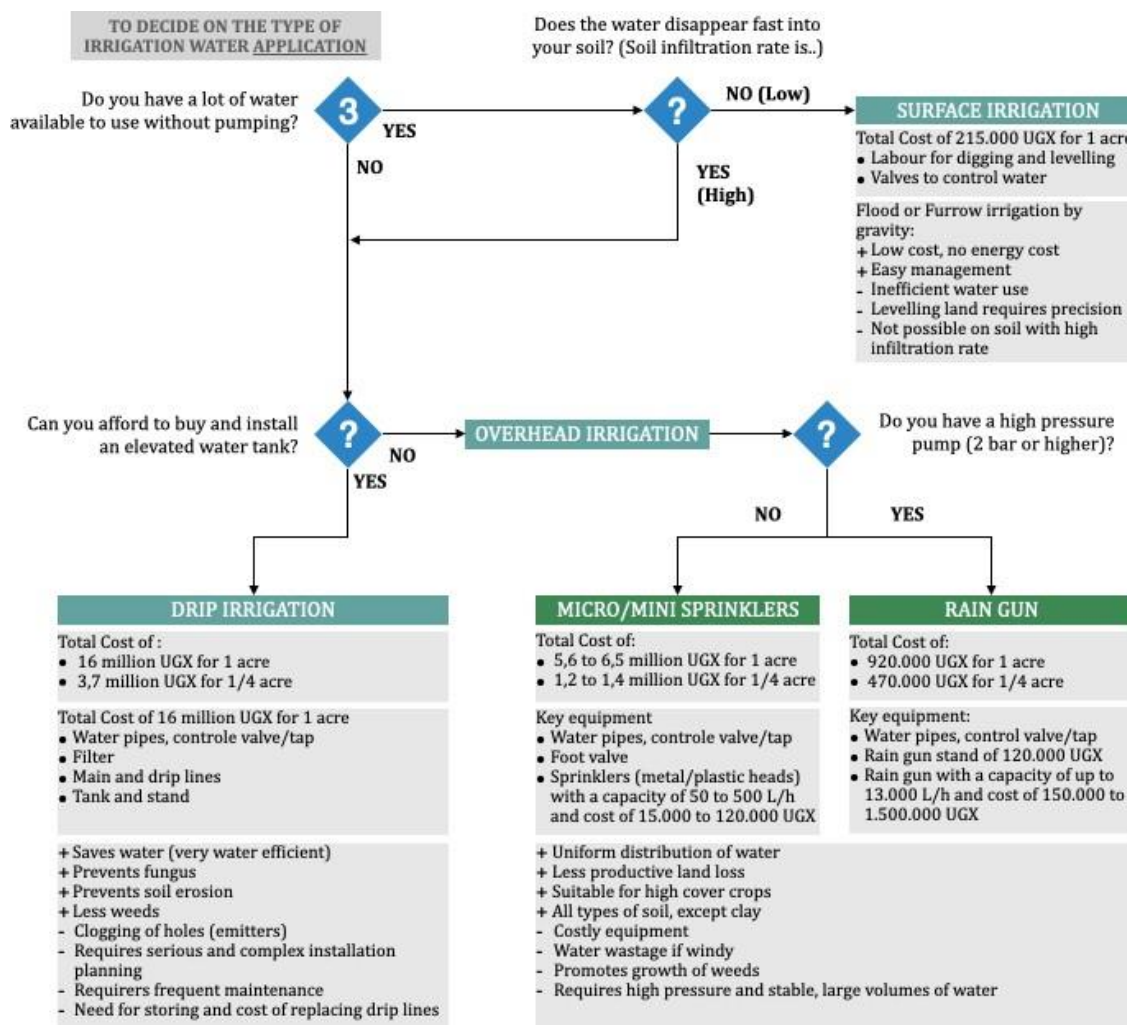 TO DECIDE ON THE TYPE OF
IRRIGATION WATER APPLICATION
Does the water disappear fast into
your soil? (Soil infiltration rate is..)
Do you have a lot of water
available to use without pumping?
3
YES
NO
?
NO (Low)
YES
(High)
SURFACE IRRIGATION
Total Cost of 215.000 UGX for 1 acre
• Labour for digging and levelling
• Valves to control water
Flood or Furrow irrigation by
gravity:
+ Low cost, no energy cost
+ Easy management
- Inefficient water use
- Levelling land requires precision
- Not possible on soil with high
infiltration rate
Can you afford to buy and install
an elevated water tank?
?
NO
YES
OVERHEAD IRRIGATION
?
Do you have a high pressure
pump (2 bar or higher)?
NO
YES
DRIP IRRIGATION
Total Cost of :
• 16 million UGX for 1 acre
• 3,7 million UGX for 1/4 acre
Total Cost of 16 million UGX for 1 acre
• Water pipes, controle valve/tap
• Filter
• Main and drip lines
• Tank and stand
+ Saves water (very water efficient)
+ Prevents fungus
+ Prevents soil erosion
+ Less weeds
- Clogging of holes (emitters)
- Requires serious and complex installation
planning
- Requirers frequent maintenance
- Need for storing and cost of replacing drip lines
MICRO/MINI SPRINKLERS
Total Cost of:
• 5,6 to 6,5 million UGX for 1 acre
• 1,2 to 1,4 million UGX for 1/4 acre
Key equipment
• Water pipes, controle valve/tap
• Foot valve
• Sprinklers (metal/plastic heads)
with a capacity of 50 to 500 L/h
and cost of 15.000 to 120.000 UGX
RAIN GUN
Total Cost of:
• 920.000 UGX for 1 acre
• 470.000 UGX for 1/4 acre
Key equipment:
• Water pipes, control valve/tap
• Rain gun stand of 120.000 UGX
• Rain gun with a capacity of up to
13.000 L/h and cost of 150.000 to
1.500.000 UGX
+ Uniform distribution of water
+ Less productive land loss
+ Suitable for high cover crops
+ All types of soil, except clay
- Costly equipment
- Water wastage if windy
- Promotes growth of weeds
- Requires high pressure and stable, large volumes of water